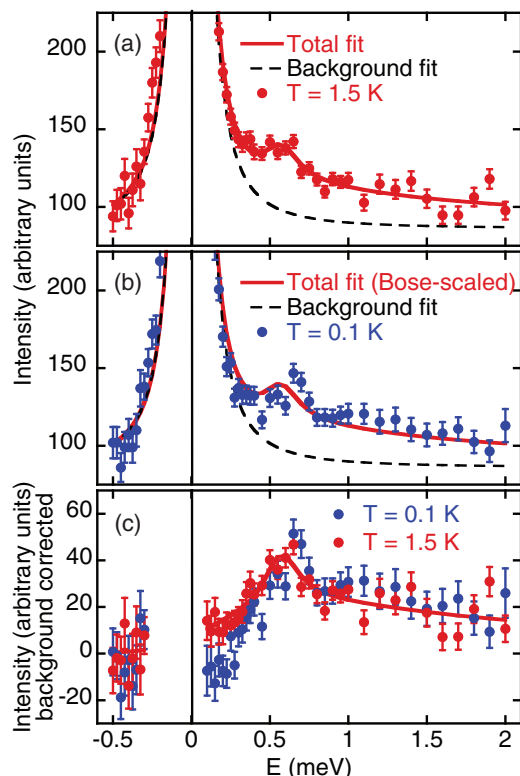 (a)
Total fit
Background fit
T = 1.5 K
200
150
100
(b)
Total fit (Bose-scaled)
Background fit
T = 0.1 K
200
150
100
Intensity (arbitrary units)
(c)
T = 0.1 K
T = 1.5 K
60
40
20
0
-20
Intensity (arbitrary units)
background corrected
-0.5 0 0.5 1 1.5 2
E (meV)